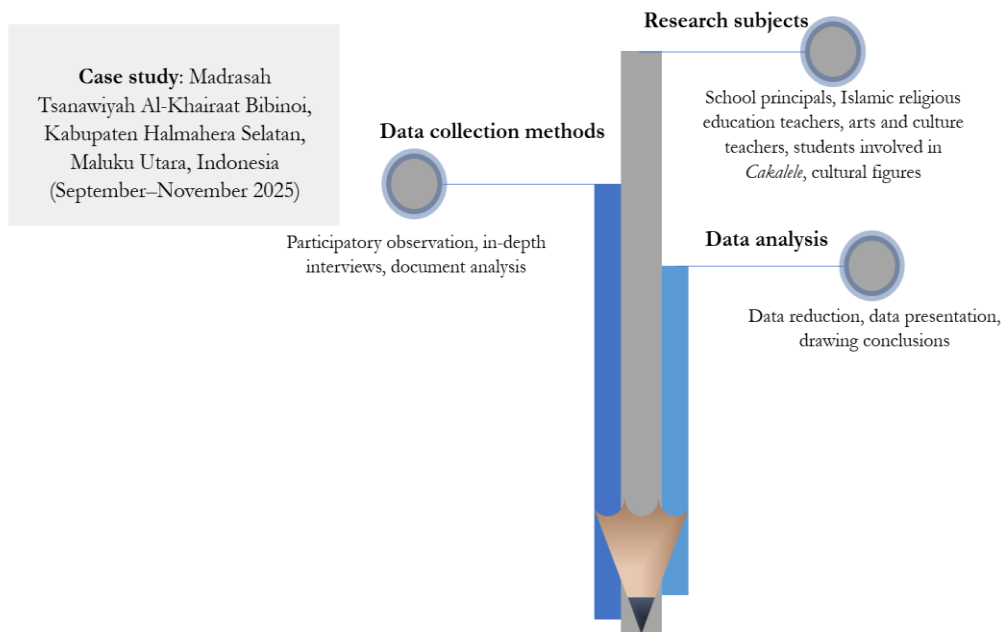 Case study: Madrasah
Tsanawiyah Al-Khairaat Bibinoi,
Kabupaten Halmahera Selatan,
Maluku Utara, Indonesia
(September–November 2025)
Research subjects
School principals, Islamic religious
education teachers, arts and culture
teachers, students involved in
Cakalele, cultural figures
Data collection methods
Participatory observation, in-depth
interviews, document analysis
Data analysis
Data reduction, data presentation,
drawing conclusions